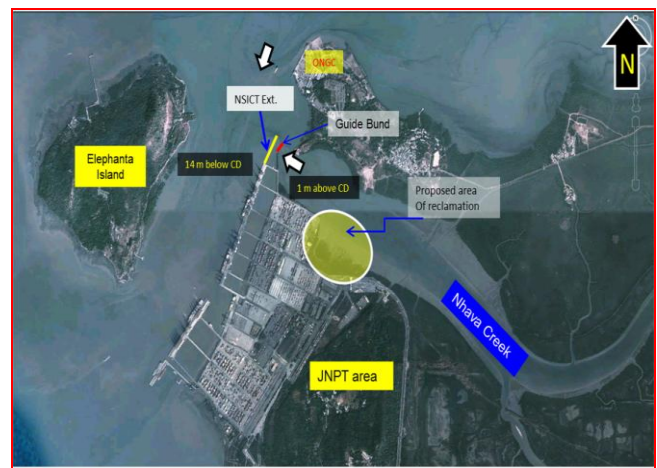 ONGC
N
NSICT Ext.
Guide Bund
Elephanta
Island
14 m below CD
1 m above CD
Proposed area
Of reclamation
Nhava Creek
JNPT area